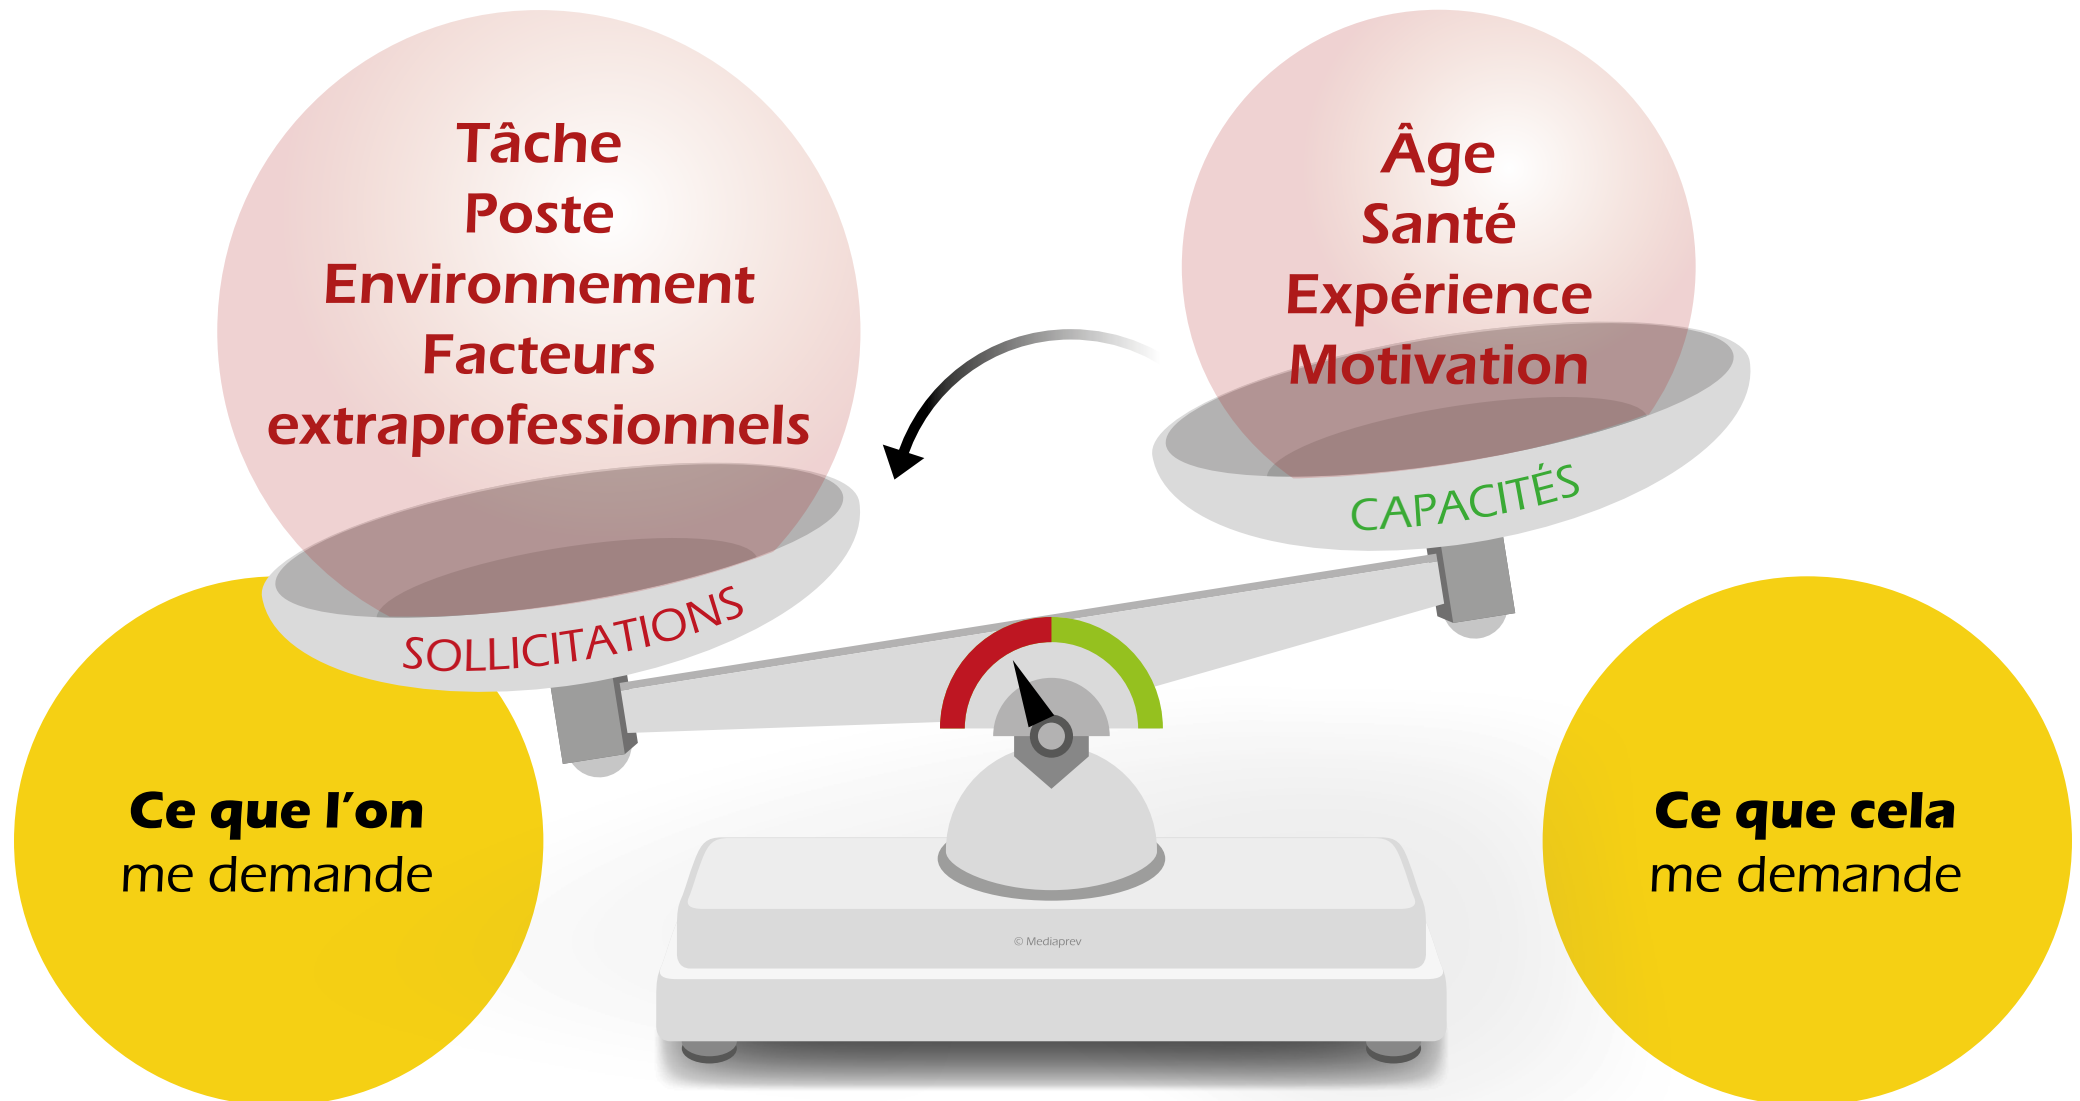 Tâche
Poste
Environnement
Facteurs
extraprofessionnels
SOLLICITATIONS
Âge
Santé
Expérience
Motivation
CAPACITÉS
Ce que l’on
me demande
Ce que cela
me demande
© Mediaprev